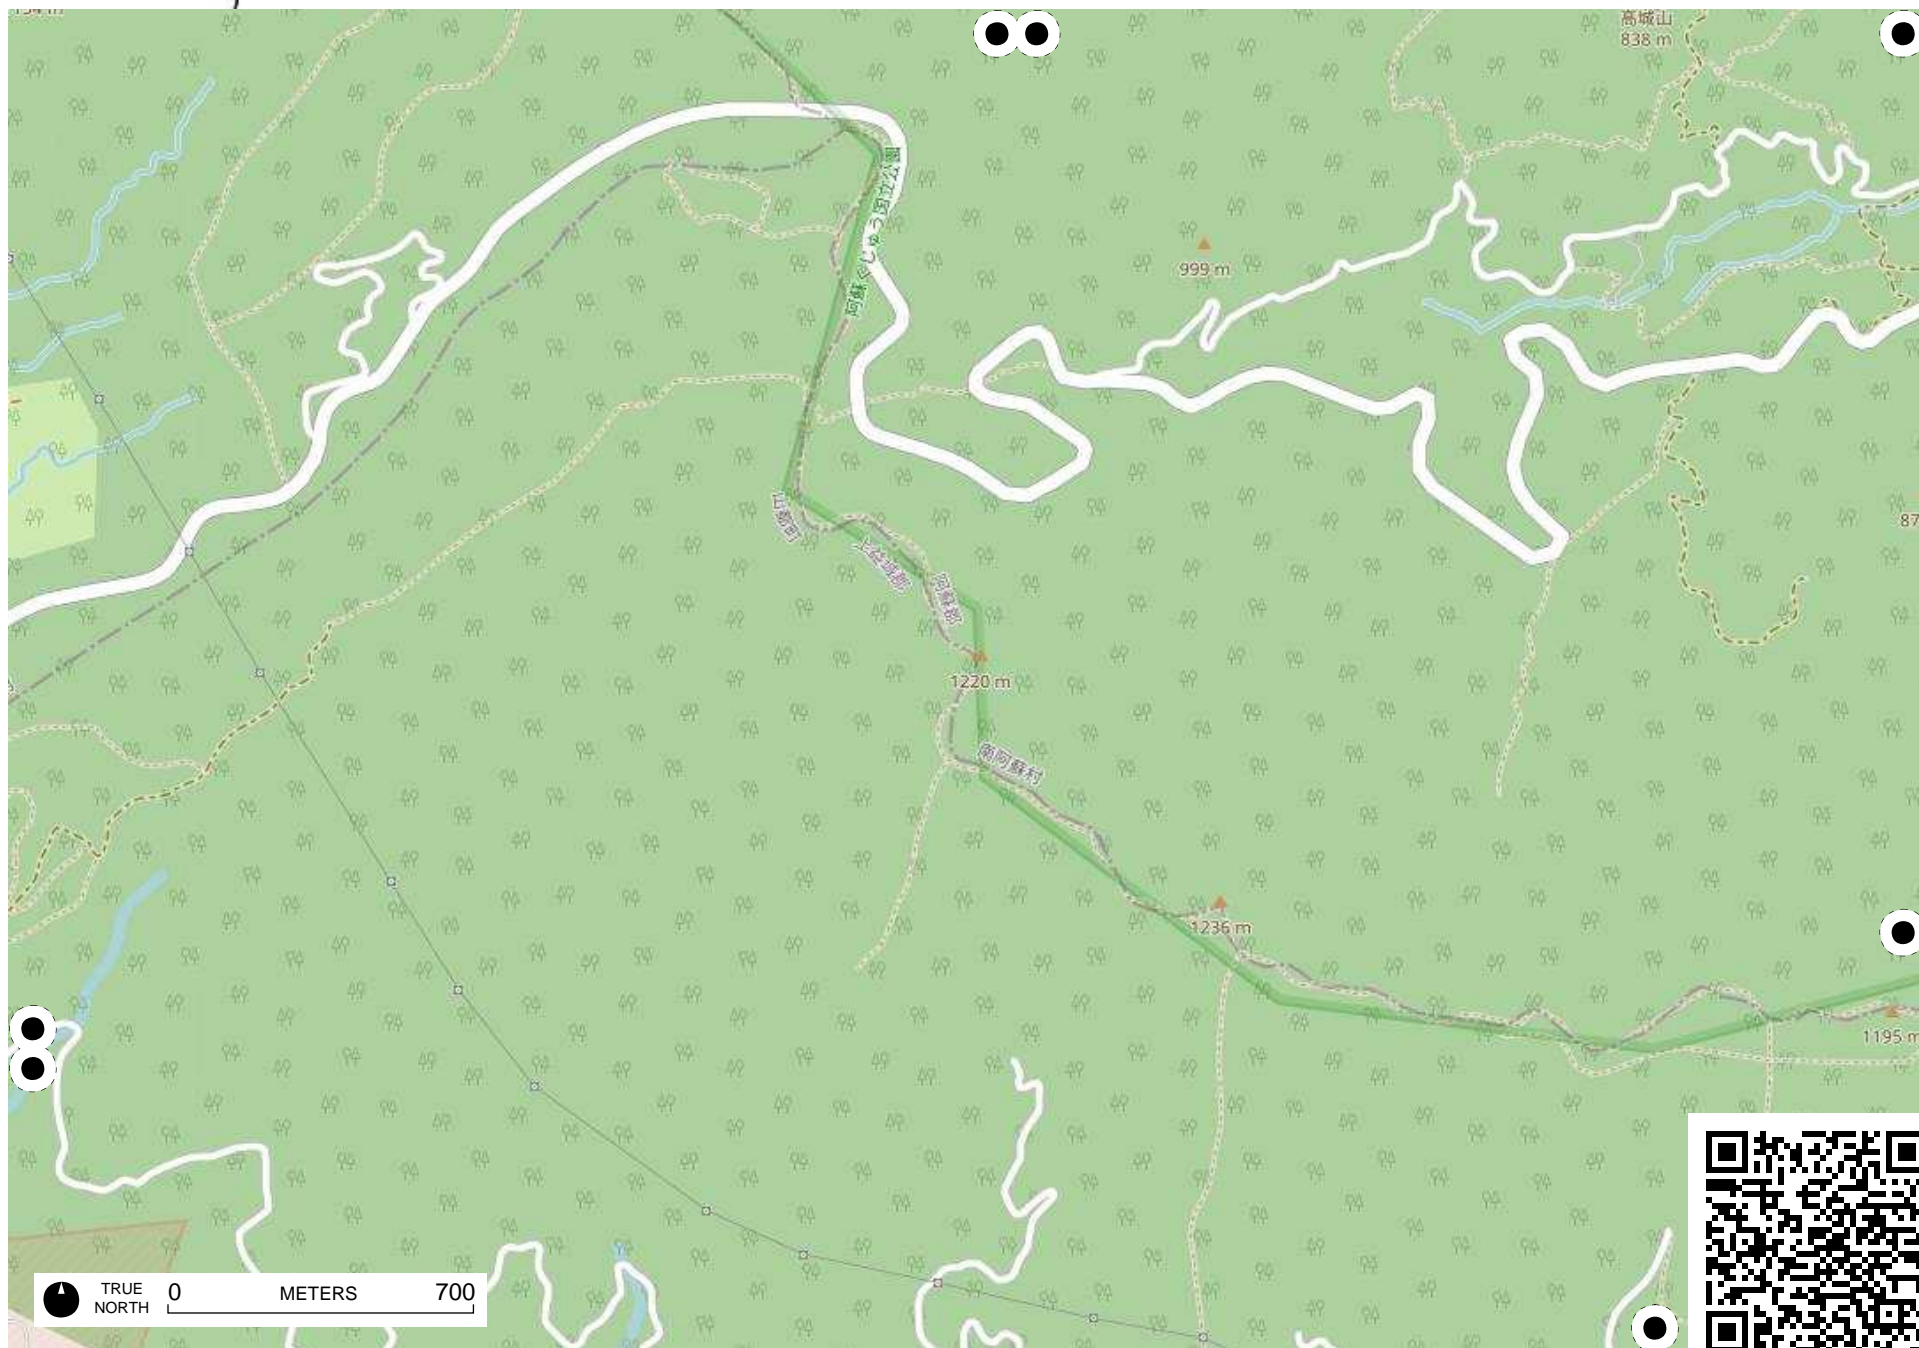 高城山
838 m
阿蘇くじゅう国立公園
999 m
山都町
上益城郡
阿蘇郡
1220 m
南阿蘇村
1236 m
1195 m
TRUE
NORTH
0
METERS
700